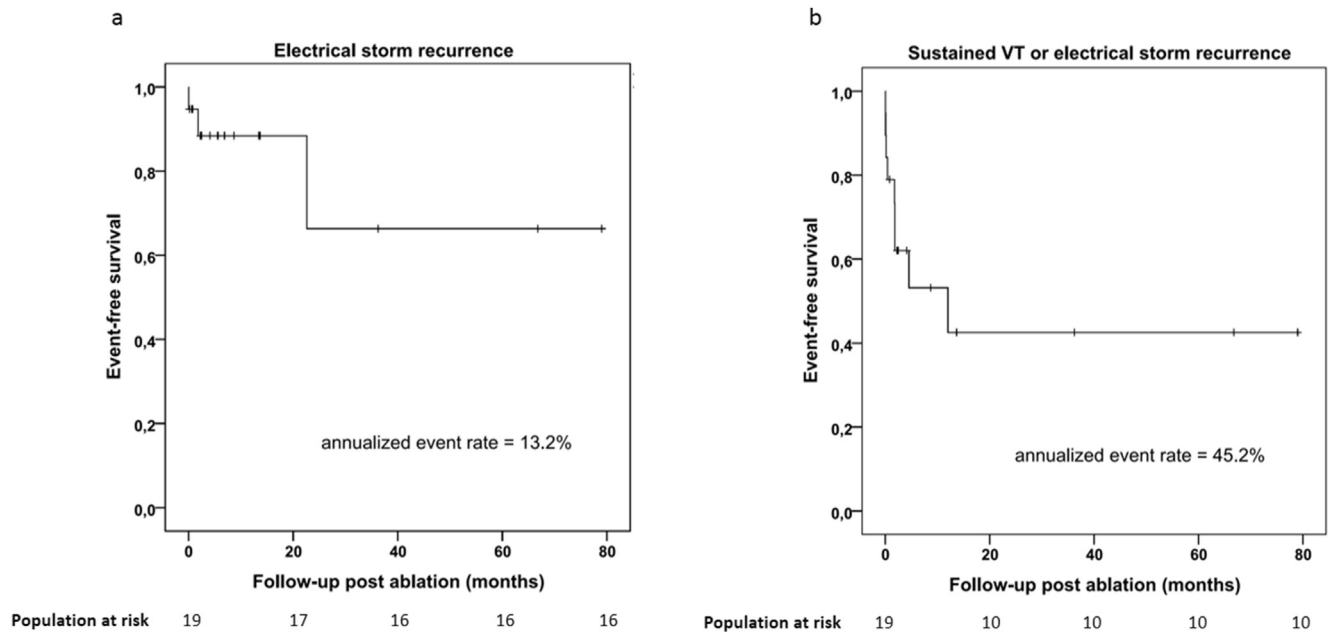 a
Electrical storm recurrence
1,0
0,8
0,6
0,4
0,2
0,0
Event-free survival
annualized event rate = 13.2%
0 20 40 60 80
Follow-up post ablation (months)
Population at risk 19 17 16 16 16
b
Sustained VT or electrical storm recurrence
1,0
0,8
0,6
0,4
0,2
0,0
Event-free survival
annualized event rate = 45.2%
0 20 40 60 80
Follow-up post ablation (months)
Population at risk 19 10 10 10 10